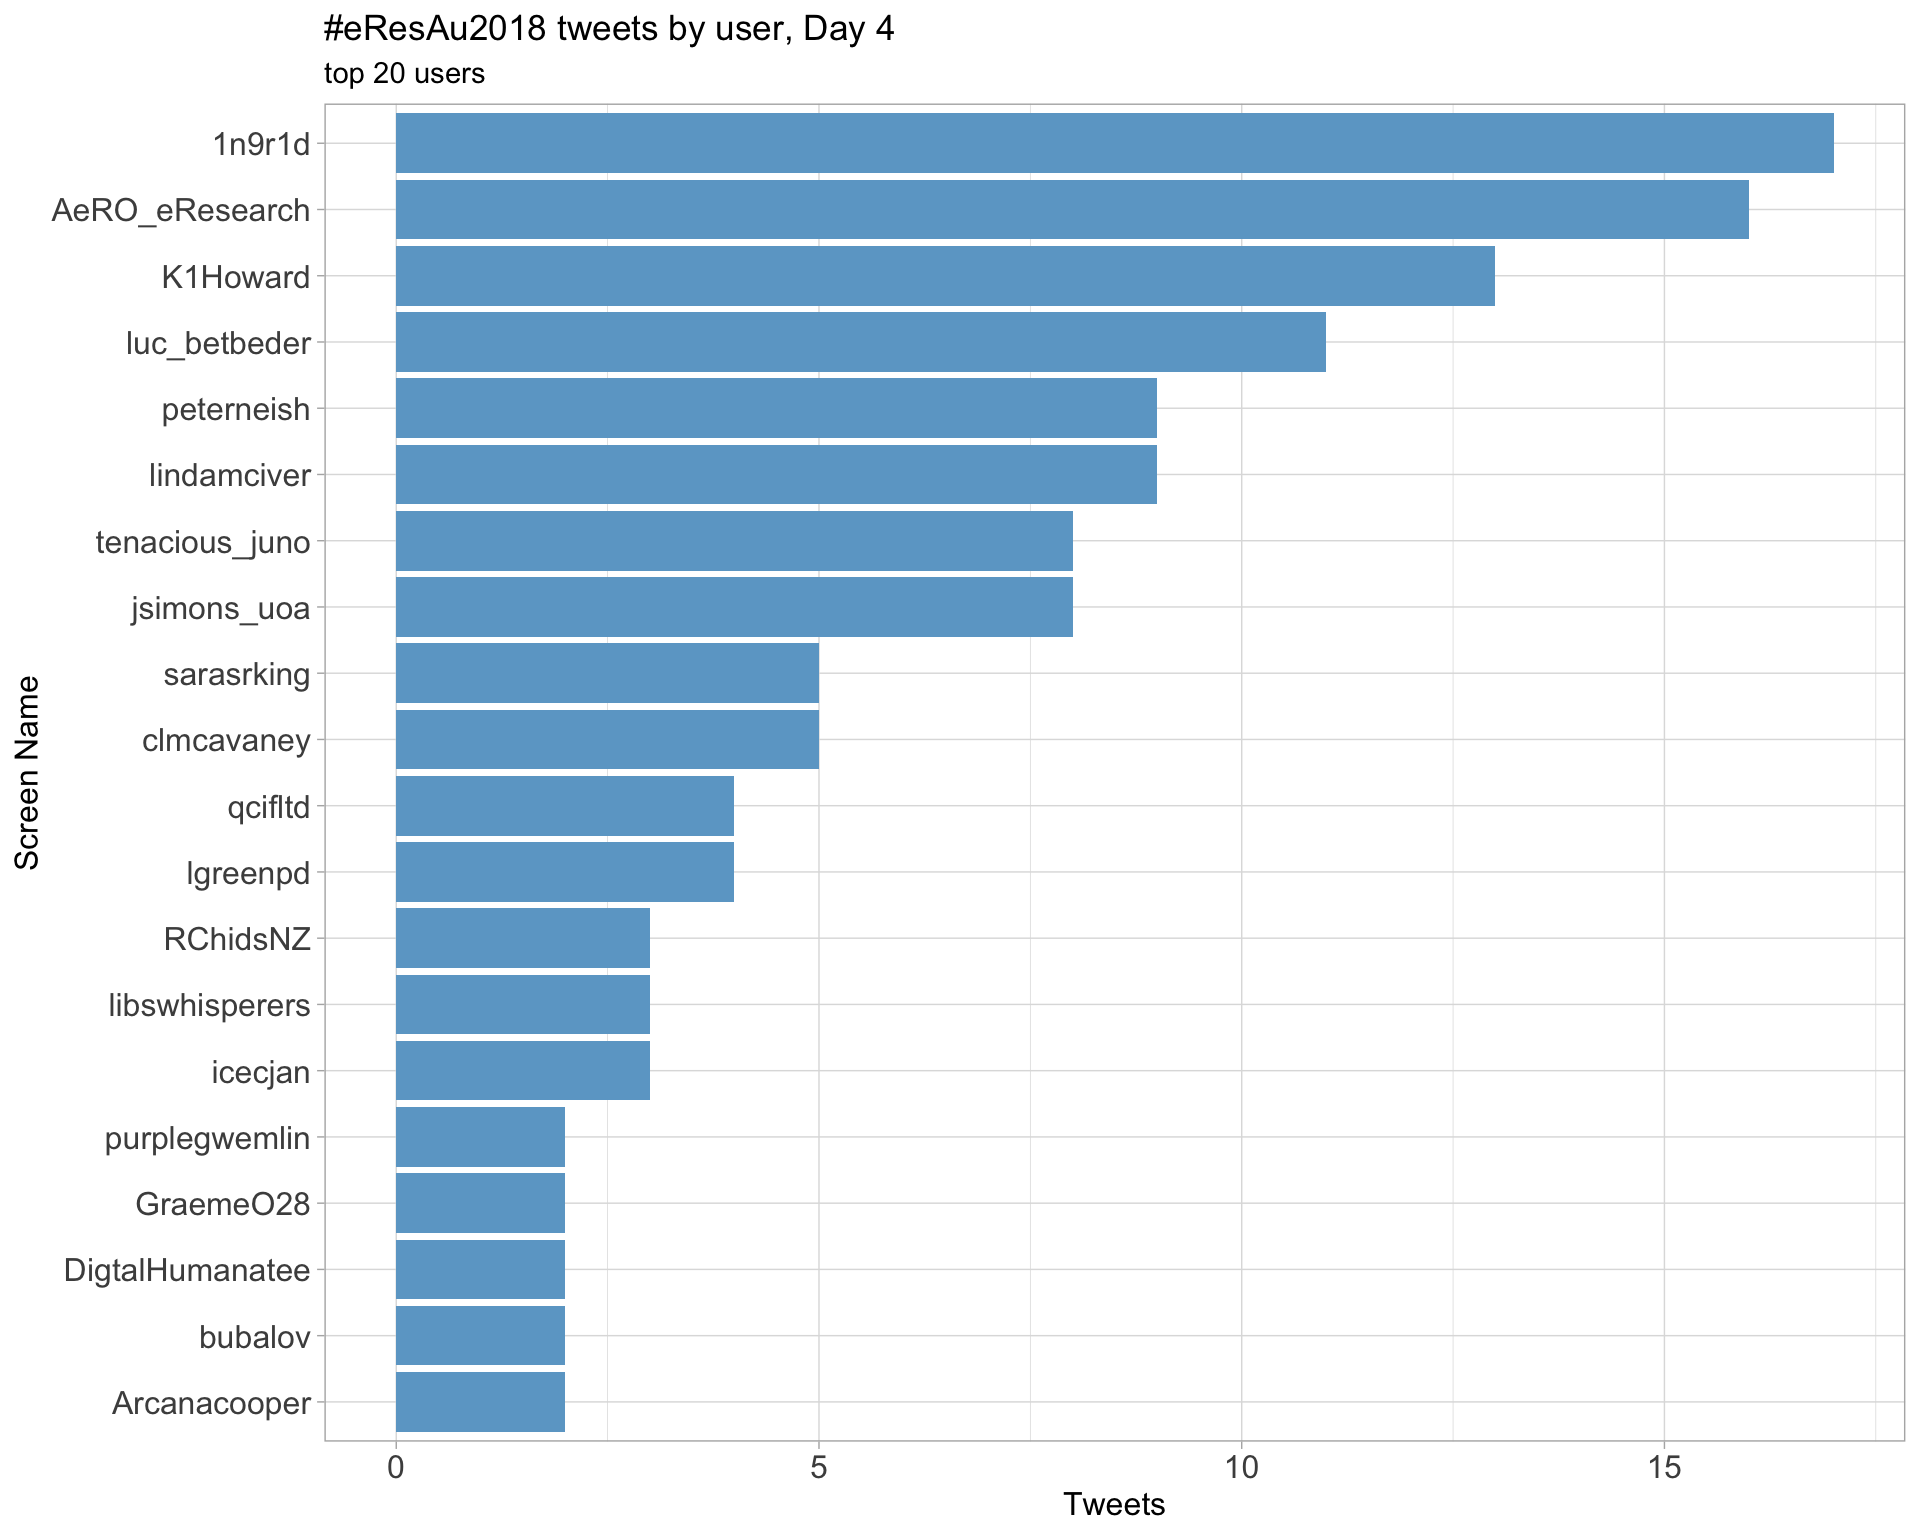 #eResAu2018 tweets by user, Day 4
top 20 users
1n9r1d
AeRO_eResearch
K1Howard
luc_betbeder
peterneish
lindamciver
tenacious_juno
jsimons_uoa
sarasrking
clmcavaney
qcifltd
lgreenpd
RChidsNZ
libswhisperers
icecjan
purplegwemlin
GraemeO28
DigtalHumanatee
bubalov
Arcanacooper
Screen Name
0 5 10 15
Tweets